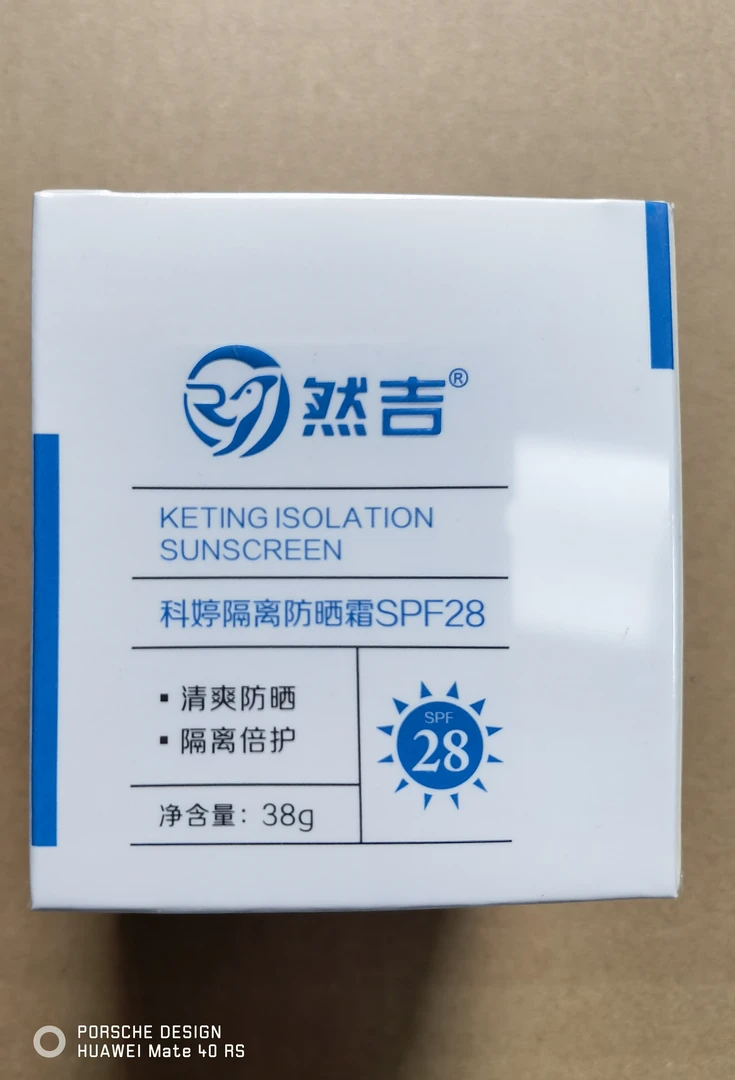 然吉®
KETING ISOLATION
SUNSCREEN
科婷隔离防晒霜SPF28
▪ 清爽防晒
▪ 隔离倍护
SPF
28
净含量：38g
PORSCHE DESIGN
HUAWEI Mate 40 RS